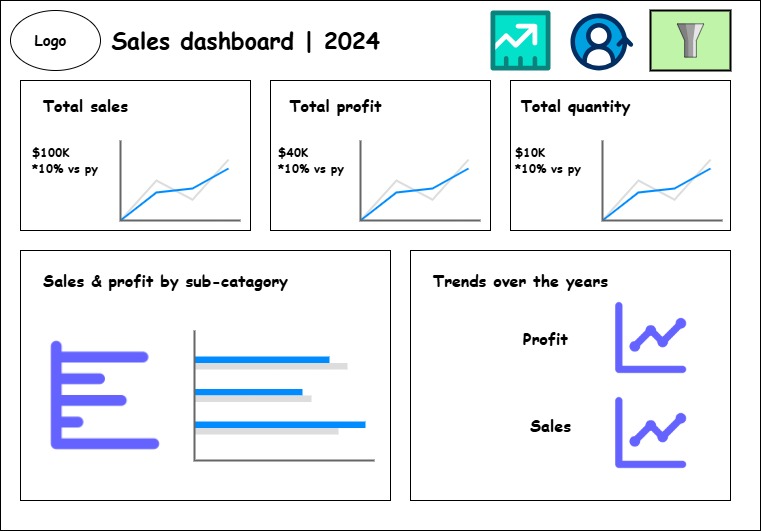 Logo
Sales dashboard | 2024
Total sales
$100K
*10% vs py
Total profit
$40K
*10% vs py
Total quantity
$10K
*10% vs py
Sales & profit by sub-catagory
Trends over the years
Profit
Sales